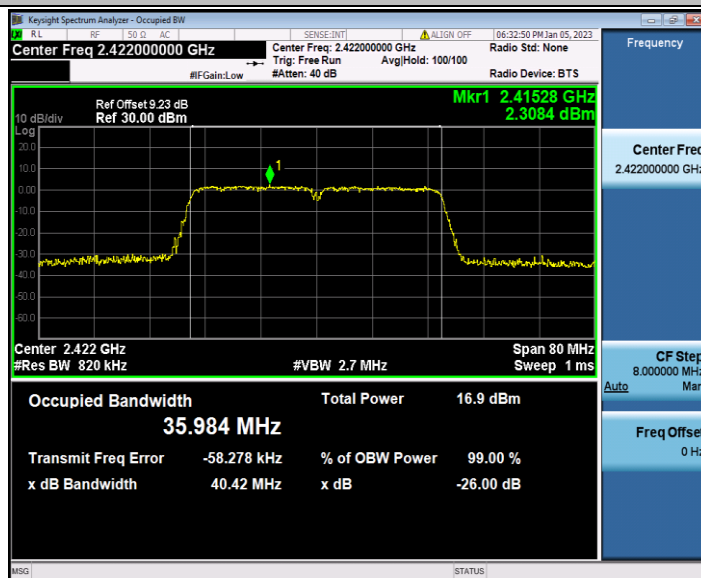 Keysight Spectrum Analyzer - Occupied BW
RL RF 50 Ω AC SENSE:INT ALIGN OFF 06:32:50 PM Jan 05, 2023
Center Freq 2.422000000 GHz
Center Freq: 2.422000000 GHz
Radio Std: None
Trig: Free Run Avg|Hold: 100/100
#IFGain:Low #Atten: 40 dB Radio Device: BTS
Ref Offset 9.23 dB
10 dB/div Ref 30.00 dBm
Mkr1 2.41528 GHz
2.3084 dBm
Log
20.0
10.0
0.00
-10.0
-20.0
-30.0
-40.0
-50.0
-60.0
1
Center 2.422 GHz Span 80 MHz
#Res BW 820 kHz #VBW 2.7 MHz Sweep 1 ms
Occupied Bandwidth Total Power 16.9 dBm
35.984 MHz
Transmit Freq Error -58.278 kHz % of OBW Power 99.00 %
x dB Bandwidth 40.42 MHz x dB -26.00 dB
MSG STATUS
Frequency
Center Freq
2.422000000 GHz
CF Step
8.000000 MHz
Auto Man
Freq Offset
0 Hz